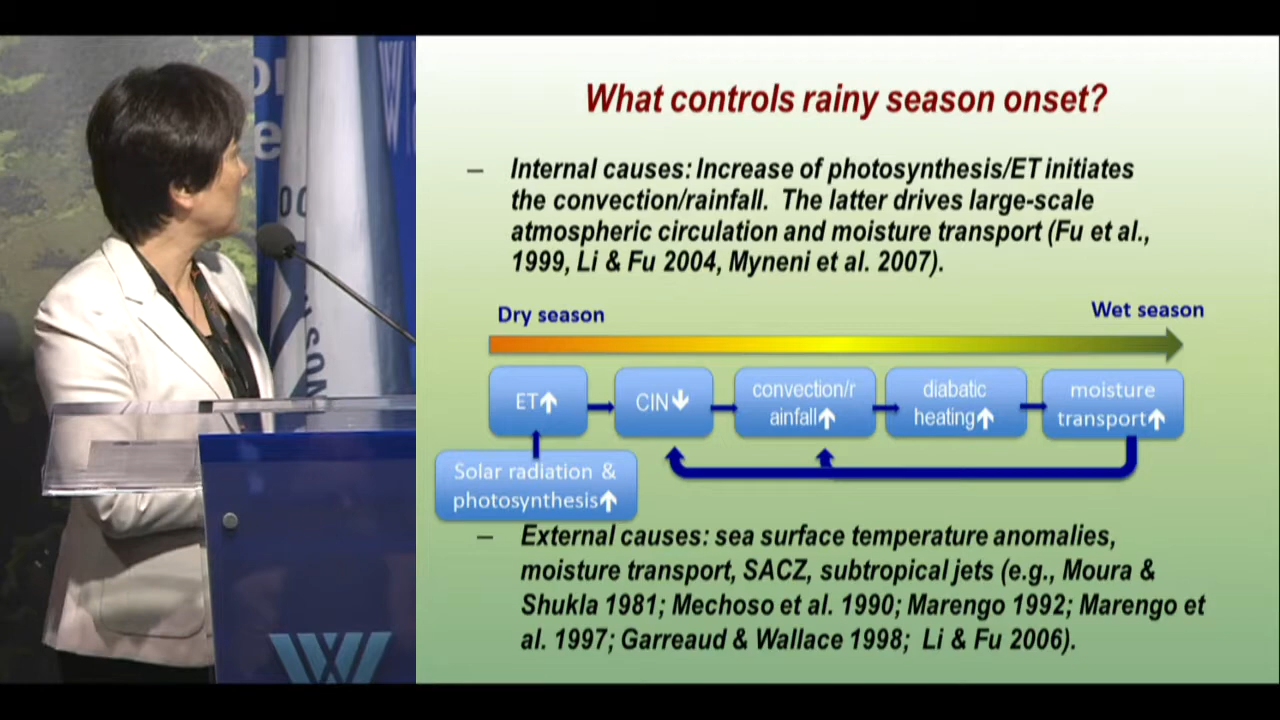 What controls rainy season onset?
– Internal causes: Increase of photosynthesis/ET initiates
the convection/rainfall. The latter drives large-scale
atmospheric circulation and moisture transport (Fu et al.,
1999, Li & Fu 2004, Myneni et al. 2007).
Dry season
Wet season
ET
CIN
convection/r
ainfall
diabatic
heating
moisture
transport
Solar radiation &
photosynthesis
– External causes: sea surface temperature anomalies,
moisture transport, SACZ, subtropical jets (e.g., Moura &
Shukla 1981; Mechoso et al. 1990; Marengo 1992; Marengo et
al. 1997; Garreaud & Wallace 1998; Li & Fu 2006).